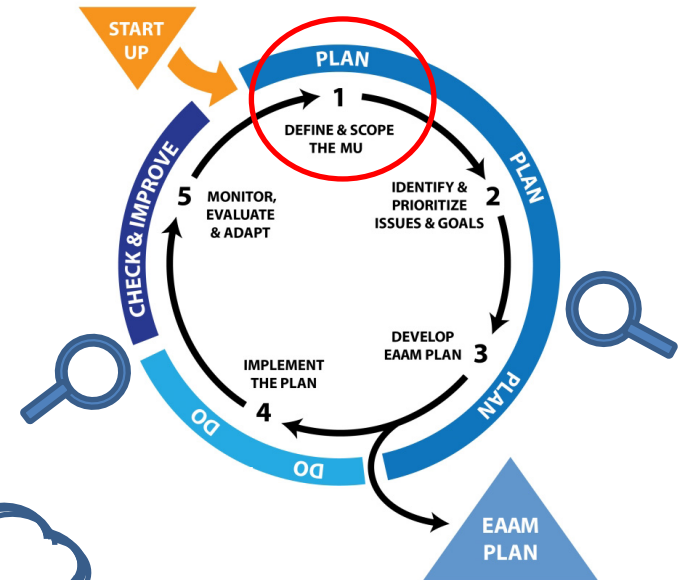 START
UP
PLAN
1
DEFINE & SCOPE
THE MU
PLAN
2
IDENTIFY &
PRIORITIZE
ISSUES & GOALS
3
DEVELOP
EAAM PLAN
PLAN
4
IMPLEMENT
THE PLAN
DO
DO
5
MONITOR,
EVALUATE
& ADAPT
CHECK & IMPROVE
EAAM
PLAN